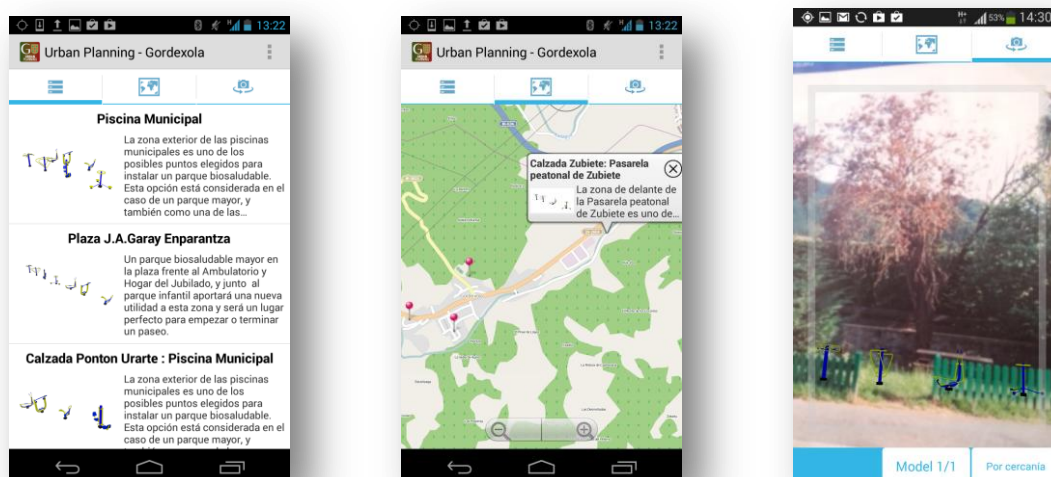 13:22
Urban Planning - Gordexola
Piscina Municipal
La zona exterior de las piscinas
municipales es uno de los
posibles puntos elegidos para
instalar un parque biosaludable.
Esta opción está considerada en el
caso de un parque mayor, y
también como una de las...
Plaza J.A.Garay Enparantza
Un parque biosaludable mayor en
la plaza frente al Ambulatorio y
Hogar del Jubilado, y junto al
parque infantil aportará una nueva
utilidad a esta zona y será un lugar
perfecto para empezar o terminar
un paseo.
Calzada Ponton Urarte : Piscina Municipal
La zona exterior de las piscinas
municipales es uno de los
posibles puntos elegidos para
instalar un parque biosaludable.
Esta opción está considerada en el
caso de un parque mayor, y
13:22
Urban Planning - Gordexola
Calzada Zubiete: Pasarela
peatonal de Zubiete
La zona de delante de
la Pasarela peatonal
de Zubiete es uno de...
53% 14:30
Model 1/1
Por cercanía